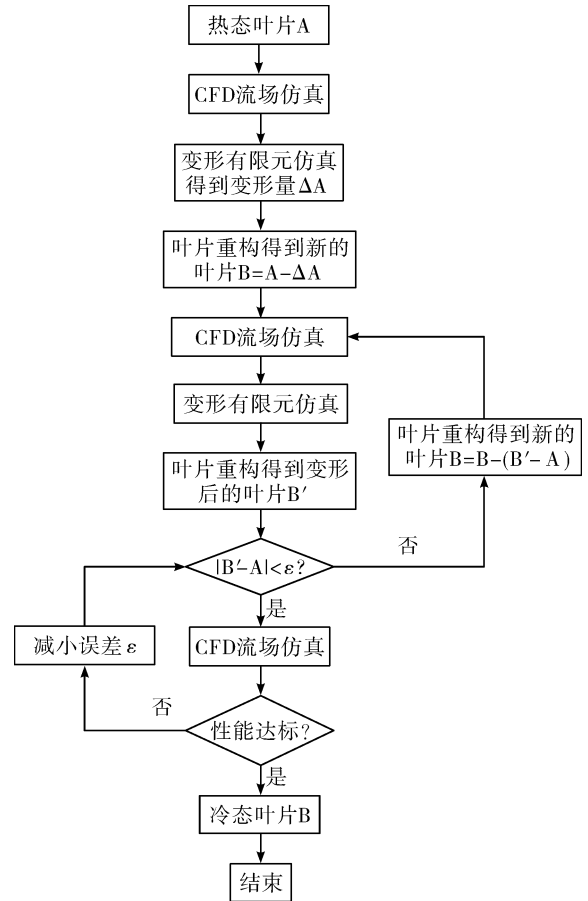 热态叶片A
CFD流场仿真
变形有限元仿真
得到变形量ΔA
叶片重构得到新的
叶片B=A-ΔA
CFD流场仿真
变形有限元仿真
叶片重构得到新的
叶片B=B-(B′-A)
叶片重构得到变形
后的叶片B′
否
|B′-A|<ε?
是
减小误差ε
CFD流场仿真
否
性能达标?
是
冷态叶片B
结束